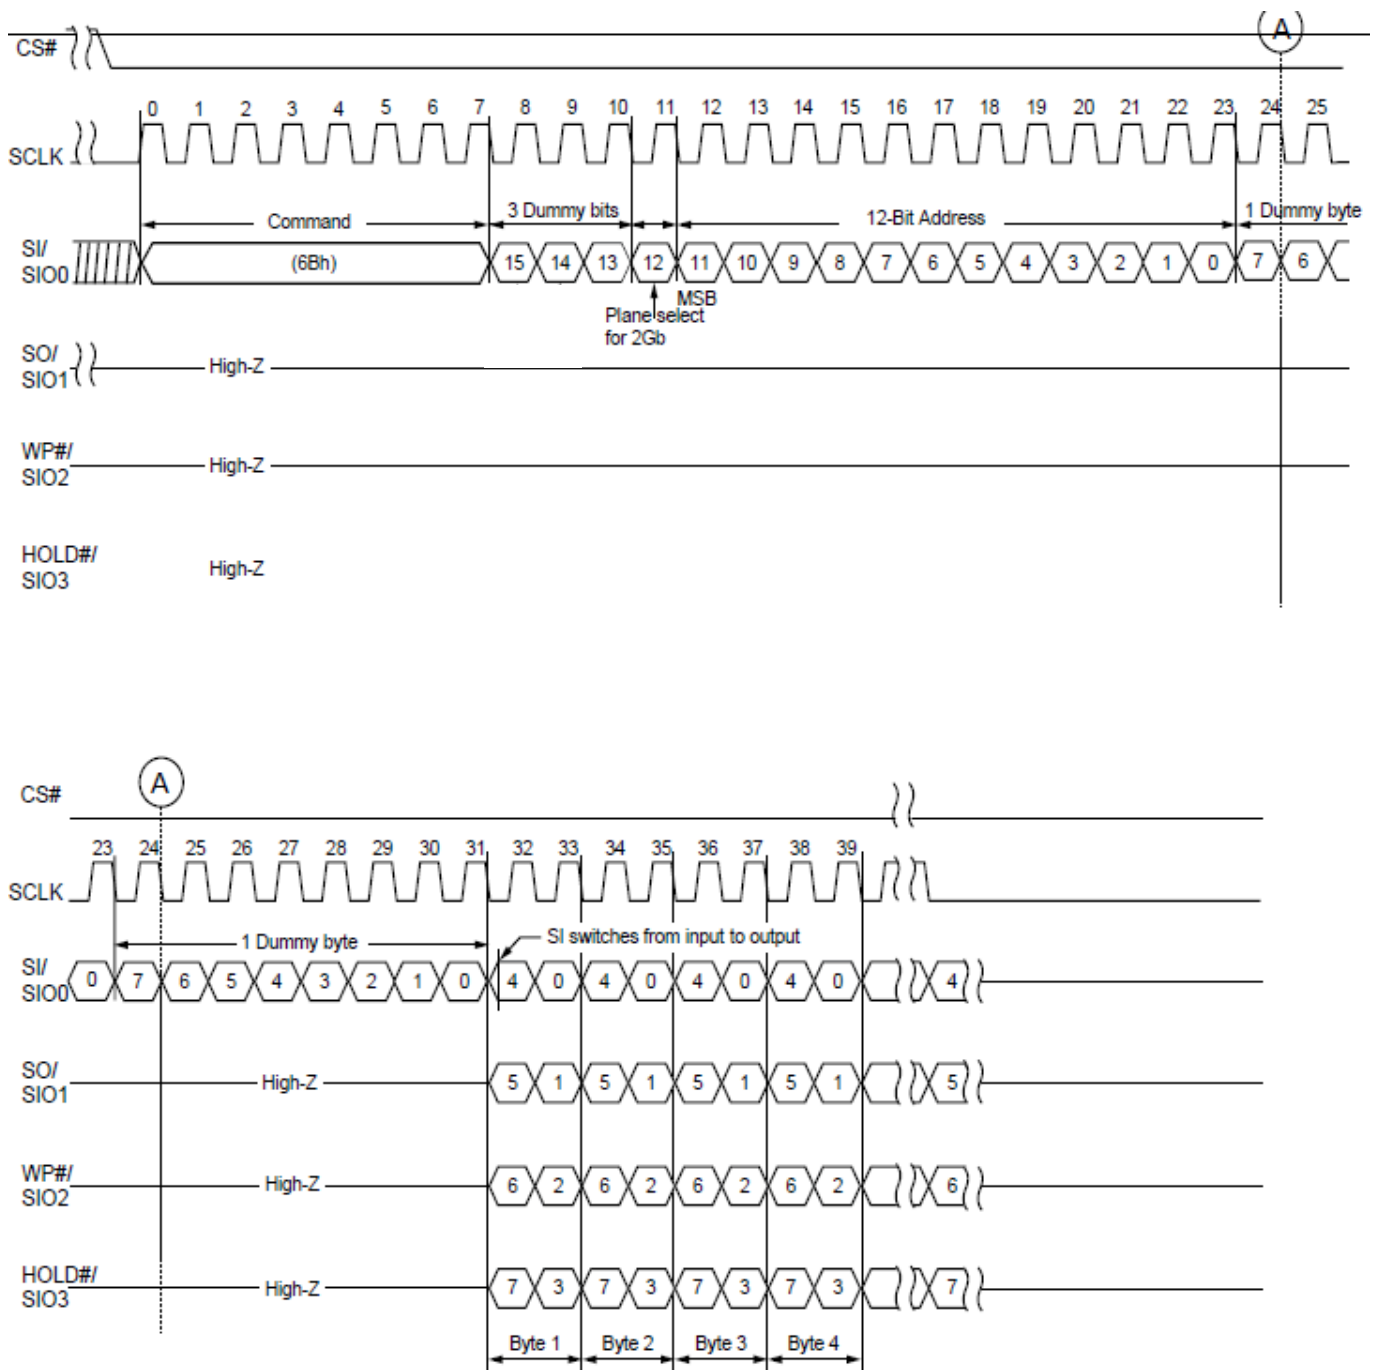 A
CS#
0 1 2 3 4 5 6 7 8 9 10 11 12 13 14 15 16 17 18 19 20 21 22 23 24 25
SCLK
Command 3 Dummy bits 12-Bit Address 1 Dummy byte
SI/
SIO0
(6Bh) 15 14 13 12 11 10 9 8 7 6 5 4 3 2 1 0 7 6
MSB
Plane select
for 2Gb
SO/
SIO1
High-Z
WP#/
SIO2
High-Z
HOLD#/
SIO3
High-Z
A
CS#
23 24 25 26 27 28 29 30 31 32 33 34 35 36 37 38 39
SCLK
1 Dummy byte SI switches from input to output
SI/
SIO0
0 7 6 5 4 3 2 1 0 4 0 4 0 4 0 4 0 4
SO/
SIO1
High-Z 5 1 5 1 5 1 5 1 5
WP#/
SIO2
High-Z 6 2 6 2 6 2 6 2 6
HOLD#/
SIO3
High-Z 7 3 7 3 7 3 7 3 7
Byte 1 Byte 2 Byte 3 Byte 4